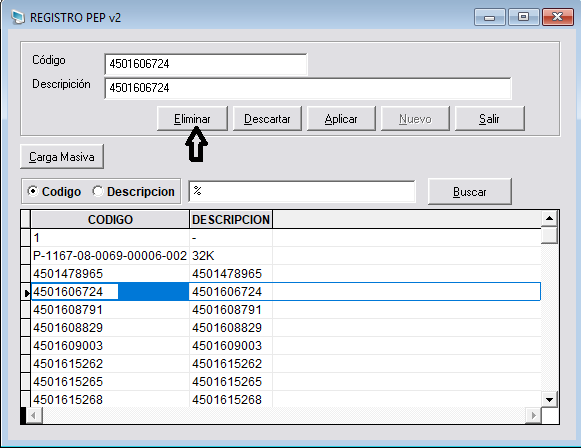 REGISTRO PEP v2
Código
4501606724
Descripición
4501606724
Eliminar Descartar Aplicar Nuevo Salir
Carga Masiva
Codigo Descripcion % Buscar
CODIGO DESCRIPCION
1 -
P-1167-08-0069-00006-002 32K
4501478965 4501478965
4501606724 4501606724
4501608791 4501608791
4501608829 4501608829
4501609003 4501609003
4501615262 4501615262
4501615265 4501615265
4501615268 4501615268